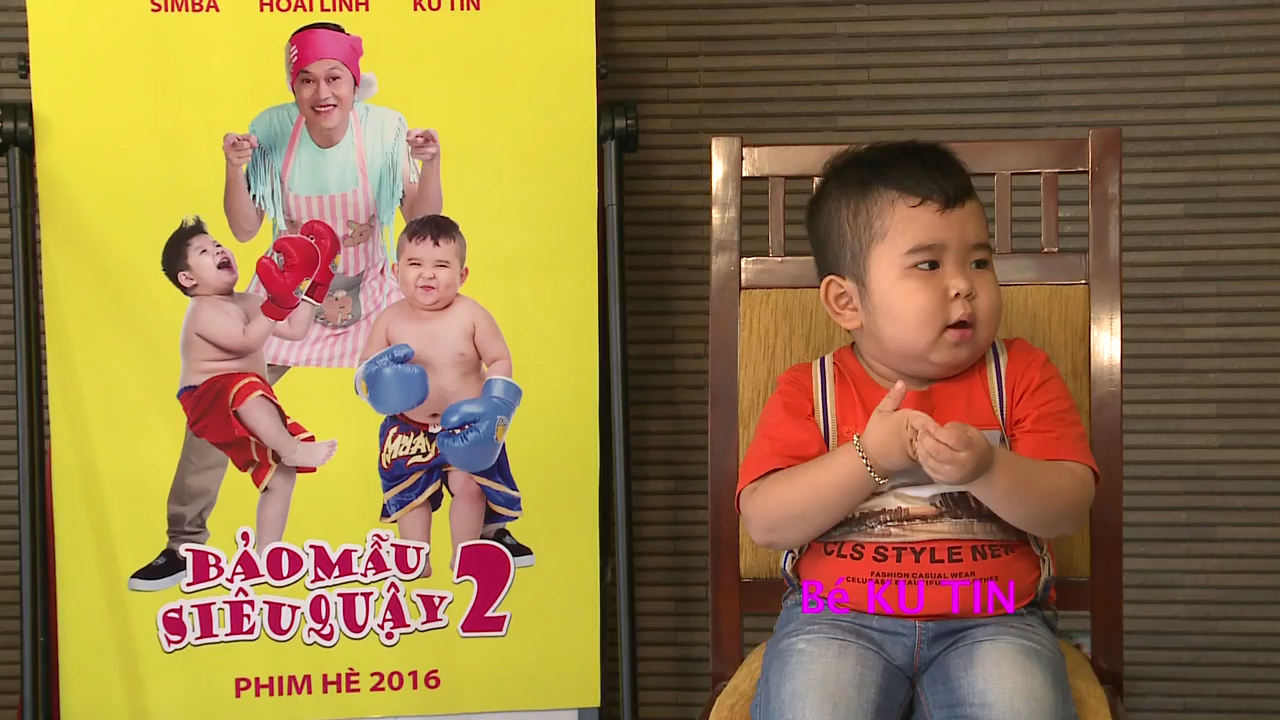 SIMBA HOÀI LINH KU TIN
BẢO MẪU
SIÊU QUẬY 2
PHIM HÈ 2016
CLS STYLE NEW
FASHION CASUAL WEAR
Bé KU TIN